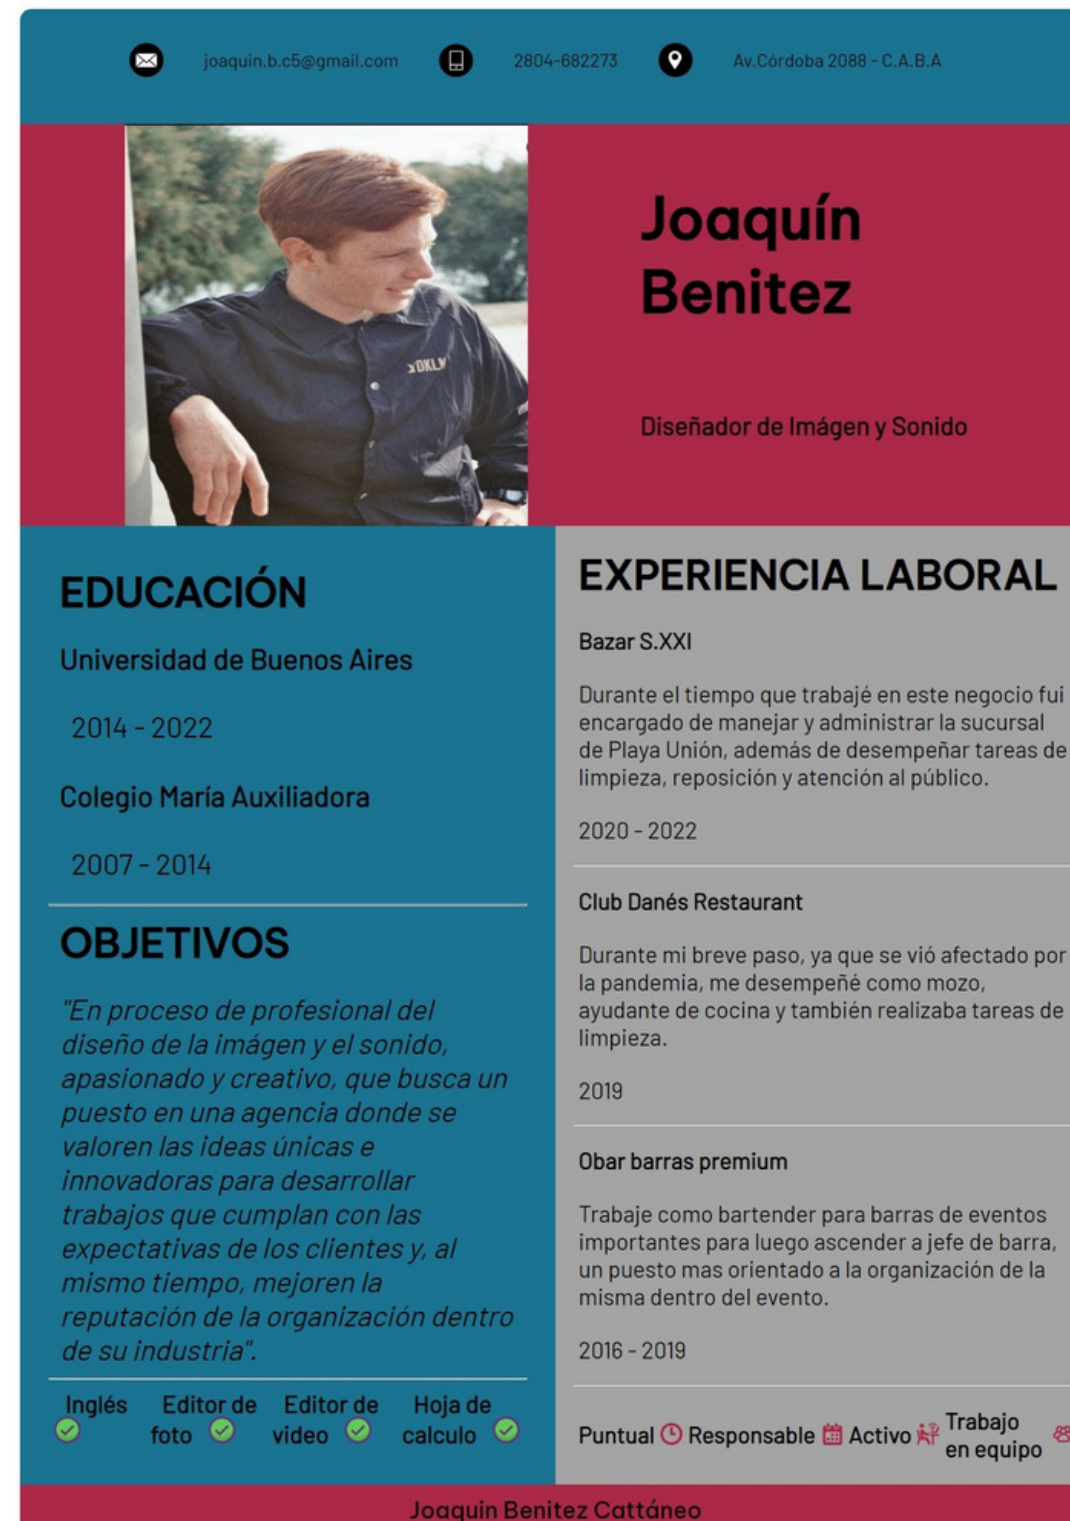 joaquin.b.c5@gmail.com
2804-682273
Av.Córdoba 2088 - C.A.B.A
DKLN
Joaquín
Benitez
Diseñador de Imágen y Sonido
EDUCACIÓN
Universidad de Buenos Aires
2014 - 2022
Colegio María Auxiliadora
2007 - 2014
OBJETIVOS
"En proceso de profesional del
diseño de la imágen y el sonido,
apasionado y creativo, que busca un
puesto en una agencia donde se
valoren las ideas únicas e
innovadoras para desarrollar
trabajos que cumplan con las
expectativas de los clientes y, al
mismo tiempo, mejoren la
reputación de la organización dentro
de su industria".
Inglés
Editor de
foto
Editor de
video
Hoja de
calculo
EXPERIENCIA LABORAL
Bazar S.XXI
Durante el tiempo que trabajé en este negocio fui
encargado de manejar y administrar la sucursal
de Playa Unión, además de desempeñar tareas de
limpieza, reposición y atención al público.
2020 - 2022
Club Danés Restaurant
Durante mi breve paso, ya que se vió afectado por
la pandemia, me desempeñé como mozo,
ayudante de cocina y también realizaba tareas de
limpieza.
2019
Obar barras premium
Trabaje como bartender para barras de eventos
importantes para luego ascender a jefe de barra,
un puesto mas orientado a la organización de la
misma dentro del evento.
2016 - 2019
Puntual
Responsable
Activo
Trabajo
en equipo
Joaquin Benitez Cattáneo